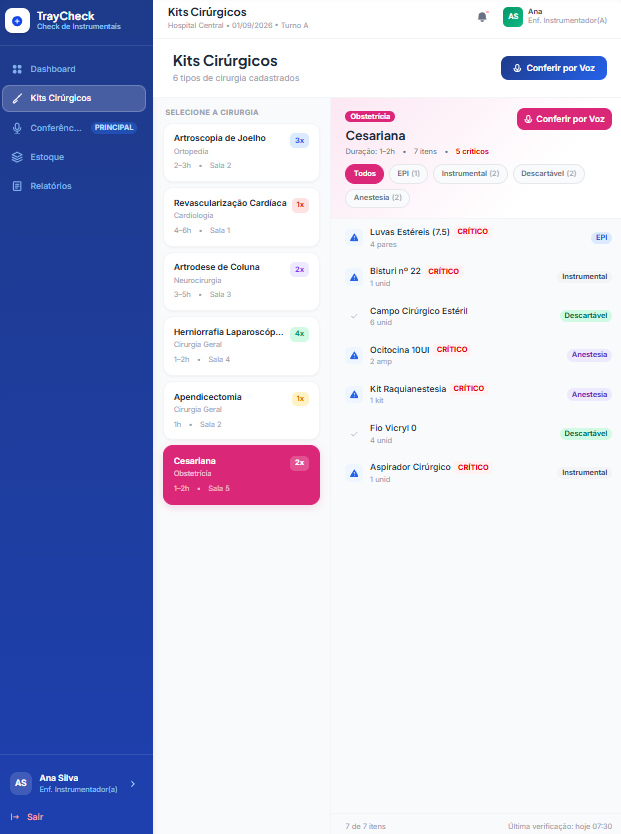 TrayCheck
Check de Instrumentais
Dashboard
Kits Cirúrgicos
Conferênc... PRINCIPAL
Estoque
Relatórios
AS
Ana Silva
Enf. Instrumentador(a)
Sair
Kits Cirúrgicos
Hospital Central • 01/09/2026 • Turno A
AS
Ana
Enf. Instrumentador(A)
Kits Cirúrgicos
6 tipos de cirurgia cadastrados
Conferir por Voz
SELECIONE A CIRURGIA
Artroscopia de Joelho 3x
Ortopedia
2–3h • Sala 2
Revascularização Cardíaca 1x
Cardiologia
4–6h • Sala 1
Artrodese de Coluna 2x
Neurocirurgia
3–5h • Sala 3
Herniorrafia Laparoscóp... 4x
Cirurgia Geral
1–2h • Sala 4
Apendicectomia 1x
Cirurgia Geral
1h • Sala 2
Cesariana 2x
Obstetrícia
1–2h • Sala 5
Obstetrícia
Conferir por Voz
Cesariana
Duração: 1–2h • 7 itens • 5 críticos
Todos EPI (1) Instrumental (2) Descartável (2)
Anestesia (2)
Luvas Estéreis (7.5) CRÍTICO EPI
4 pares
Bisturi nº 22 CRÍTICO Instrumental
1 unid
Campo Cirúrgico Estéril Descartável
6 unid
Ocitocina 10UI CRÍTICO Anestesia
2 amp
Kit Raquianestesia CRÍTICO Anestesia
1 kit
Fio Vicryl 0 Descartável
4 unid
Aspirador Cirúrgico CRÍTICO Instrumental
1 unid
7 de 7 itens Última verificação: hoje 07:30